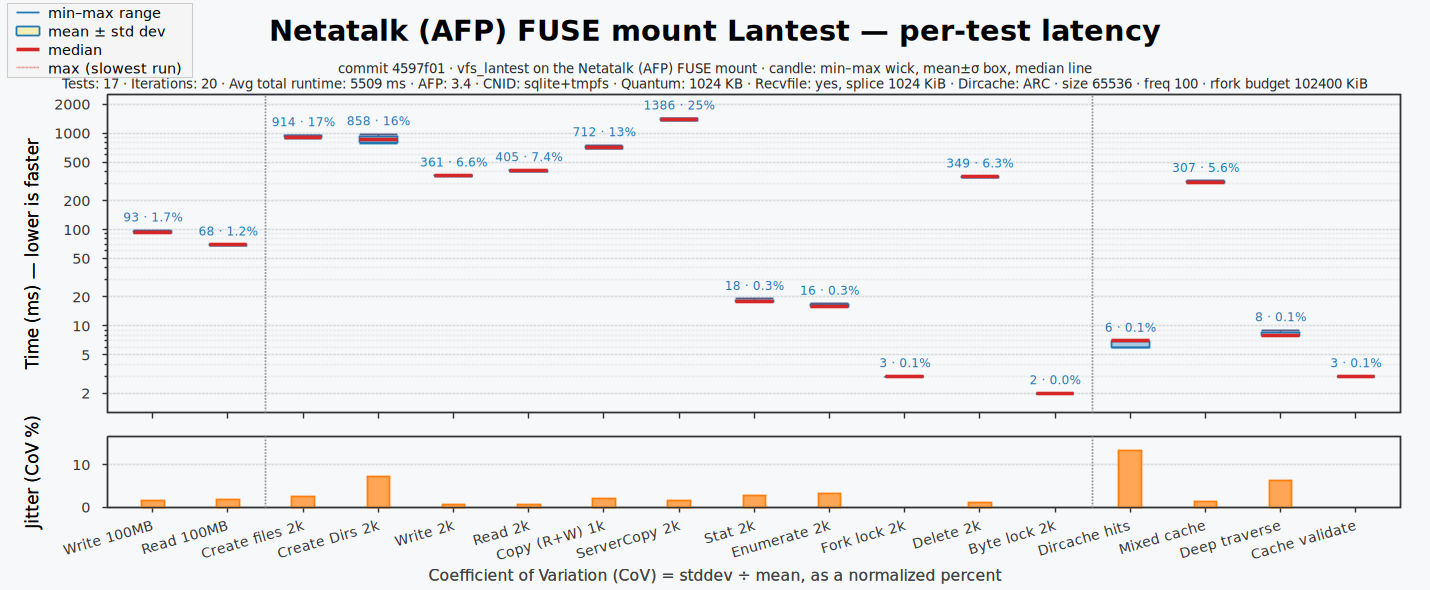 min–max range
mean ± std dev
median
max (slowest run)
Netatalk (AFP) FUSE mount Lantest — per-test latency
commit 4597f01 · vfs_lantest on the Netatalk (AFP) FUSE mount · candle: min–max wick, mean±σ box, median line
Tests: 17 · Iterations: 20 · Avg total runtime: 5509 ms · AFP: 3.4 · CNID: sqlite+tmpfs · Quantum: 1024 KB · Recvfile: yes, splice 1024 KiB · Dircache: ARC · size 65536 · freq 100 · rfork budget 102400 KiB
Time (ms) — lower is faster
2000
1000
500
200
100
50
20
10
5
2
93 · 1.7%
68 · 1.2%
914 · 17%
858 · 16%
361 · 6.6%
405 · 7.4%
712 · 13%
1386 · 25%
18 · 0.3%
16 · 0.3%
3 · 0.1%
349 · 6.3%
2 · 0.0%
6 · 0.1%
307 · 5.6%
8 · 0.1%
3 · 0.1%
Jitter (CoV %)
10
0
Write 100MB
Read 100MB
Create files 2k
Create Dirs 2k
Write 2k
Read 2k
Copy (R+W) 1k
ServerCopy 2k
Stat 2k
Enumerate 2k
Fork lock 2k
Delete 2k
Byte lock 2k
Dircache hits
Mixed cache
Deep traverse
Cache validate
Coefficient of Variation (CoV) = stddev ÷ mean, as a normalized percent